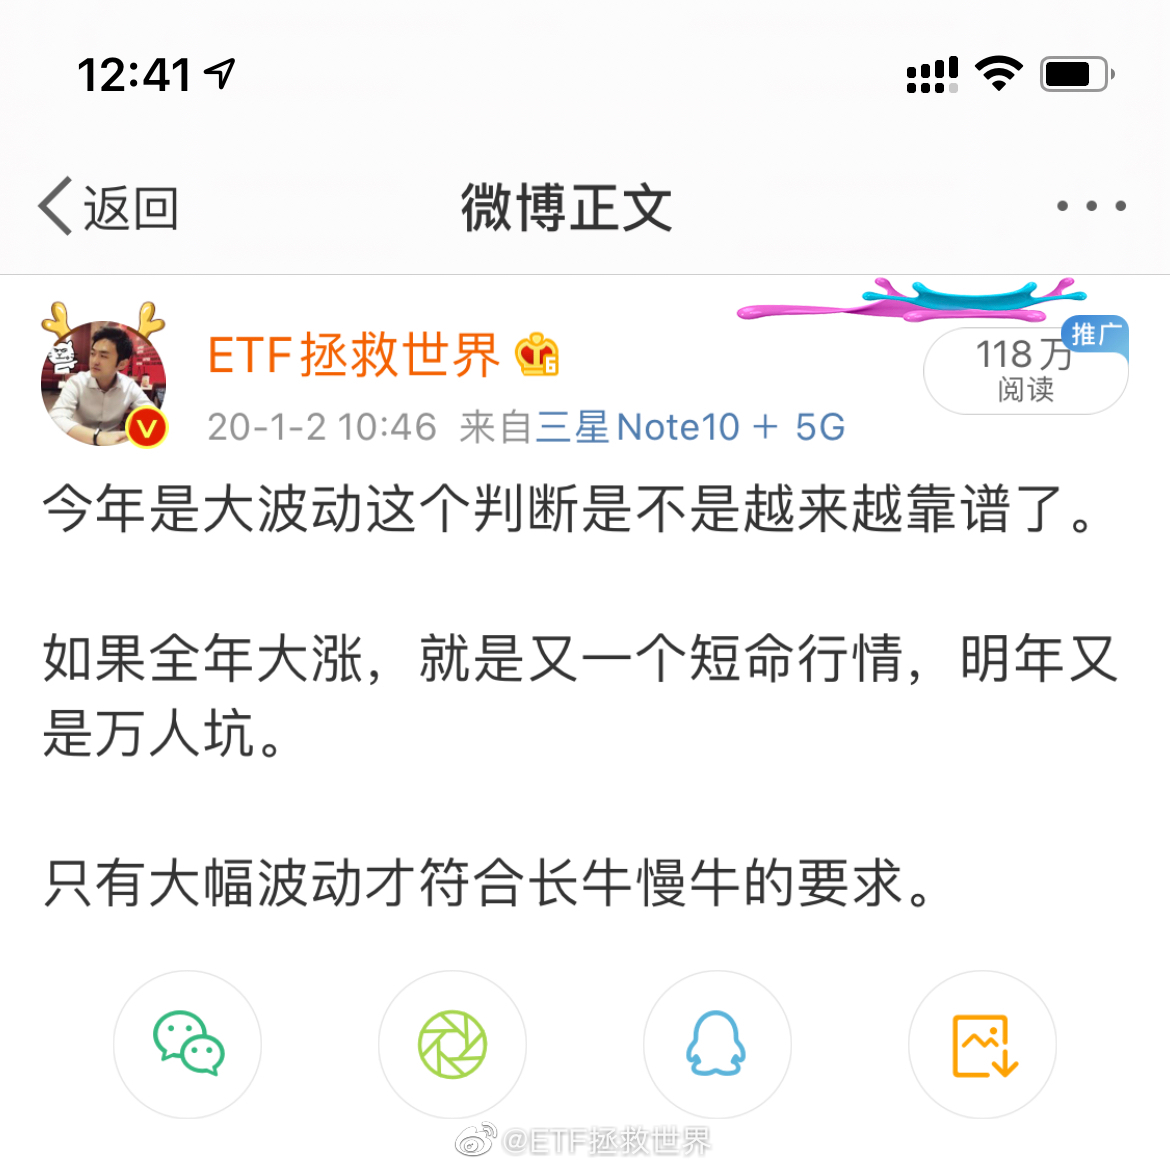 12:41
返回
微博正文
ETF拯救世界
推广
118万
阅读
20-1-2 10:46 来自三星Note10 + 5G
今年是大波动这个判断是不是越来越靠谱了。
如果全年大涨，就是又一个短命行情，明年又
是万人坑。
只有大幅波动才符合长牛慢牛的要求。
@ETF拯救世界